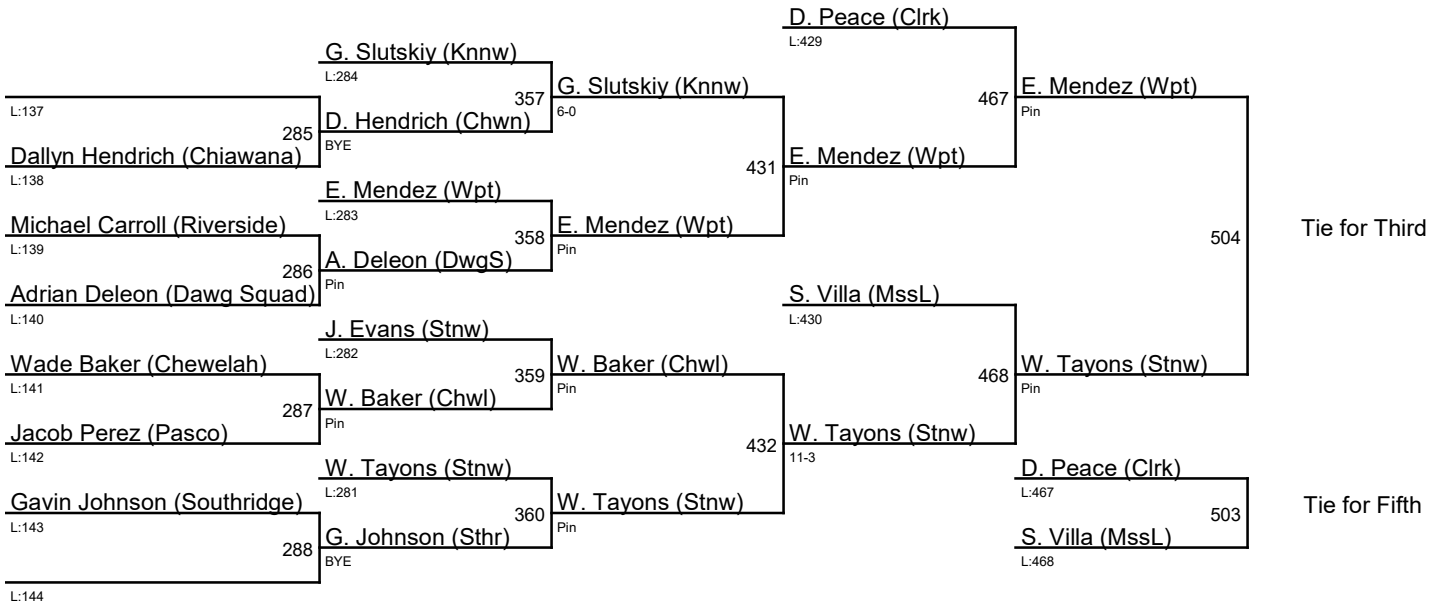 D. Peace (Clrk)
L:429
G. Slutskiy (Knnw)
L:284
G. Slutskiy (Knnw)
6-0
357
467
E. Mendez (Wpt)
Pin
L:137
285
D. Hendrich (Chwn)
BYE
Dallyn Hendrich (Chiawana)
L:138
431
E. Mendez (Wpt)
Pin
E. Mendez (Wpt)
L:283
Michael Carroll (Riverside)
L:139
358
E. Mendez (Wpt)
Pin
504
Tie for Third
286
A. Deleon (DwgS)
Pin
Adrian Deleon (Dawg Squad)
L:140
S. Villa (MssL)
L:430
J. Evans (Stnw)
L:282
Wade Baker (Chewelah)
L:141
359
W. Baker (Chwl)
Pin
468
W. Tayons (Stnw)
Pin
287
W. Baker (Chwl)
Pin
Jacob Perez (Pasco)
L:142
432
W. Tayons (Stnw)
11-3
W. Tayons (Stnw)
L:281
D. Peace (Clrk)
L:467
Gavin Johnson (Southridge)
L:143
360
W. Tayons (Stnw)
Pin
503
Tie for Fifth
288
G. Johnson (Sthr)
BYE
S. Villa (MssL)
L:468
L:144